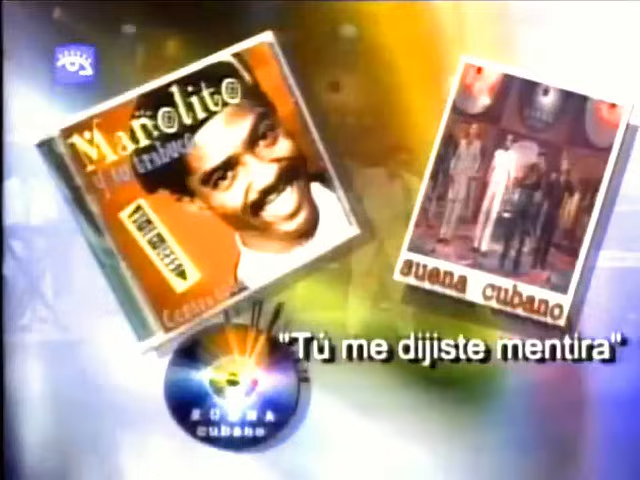 Manolito
y su trabuco
suena cubano
"Tú me dijiste mentira"
SUENA
cubano